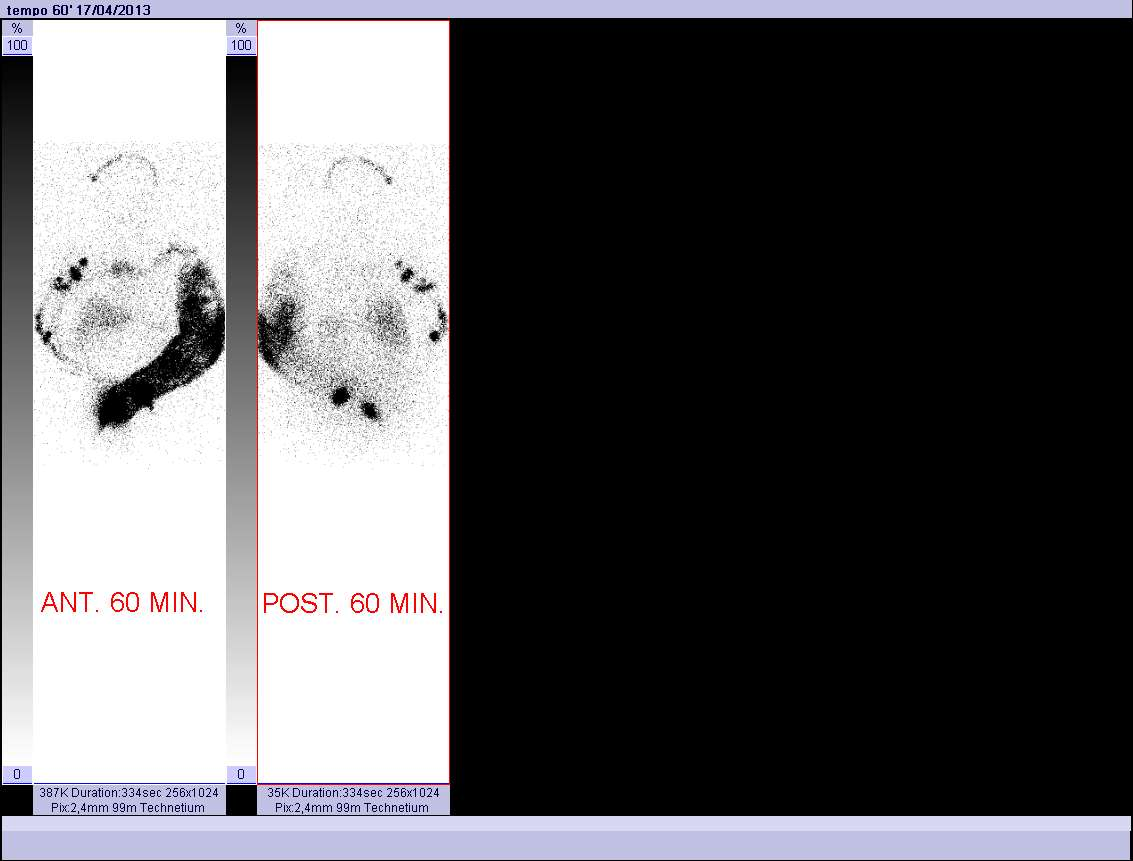 tempo 60' 17/04/2013
% %
100 100
ANT. 60 MIN. POST. 60 MIN.
0 0
387K Duration:334sec 256x1024 35K Duration:334sec 256x1024
Pix:2,4mm 99m Technetium Pix:2,4mm 99m Technetium